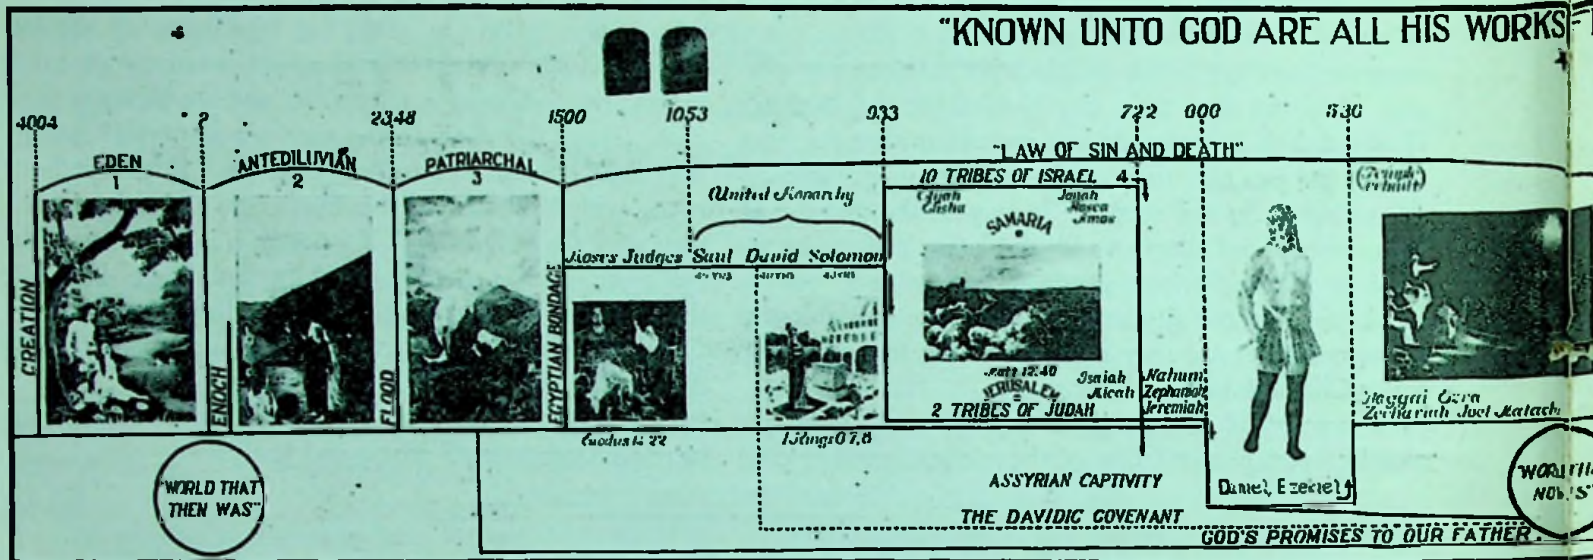 "KNOWN UNTO GOD ARE ALL HIS WORKS
4004
2
2348
1500
1053
933
722
600
EDEN
1
ANTEDILUVIAN
2
PATRIARCHAL
3
"LAW OF SIN AND DEATH"
10 TRIBES OF ISRAEL 4
United Monarchy
Elijah
Elisha
Jonah
Hosea
Amos
SAMARIA
Moses Judges Saul David Solomon
CREATION
ENOCH
FLOOD
EGYPTIAN BONDAGE
JERUSALEM
Isaiah
Micah
Nahum
Zephaniah
Jeremiah
2 TRIBES OF JUDAH
Haggai Ezra
Zechariah Joel Malachi
Daniel, Ezekiel
"WORLD THAT
THEN WAS"
ASSYRIAN CAPTIVITY
THE DAVIDIC COVENANT
GOD'S PROMISES TO OUR FATHER